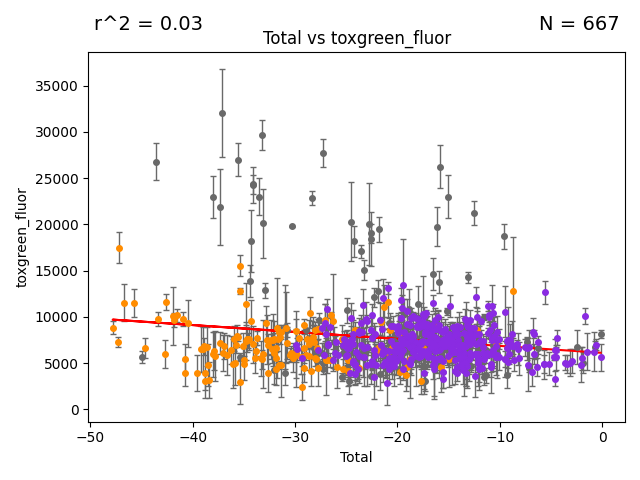 r^2 = 0.03
N = 667
Total vs toxgreen_fluor
35000
30000
25000
20000
15000
10000
5000
0
toxgreen_fluor
−50
−40
−30
−20
−10
0
Total